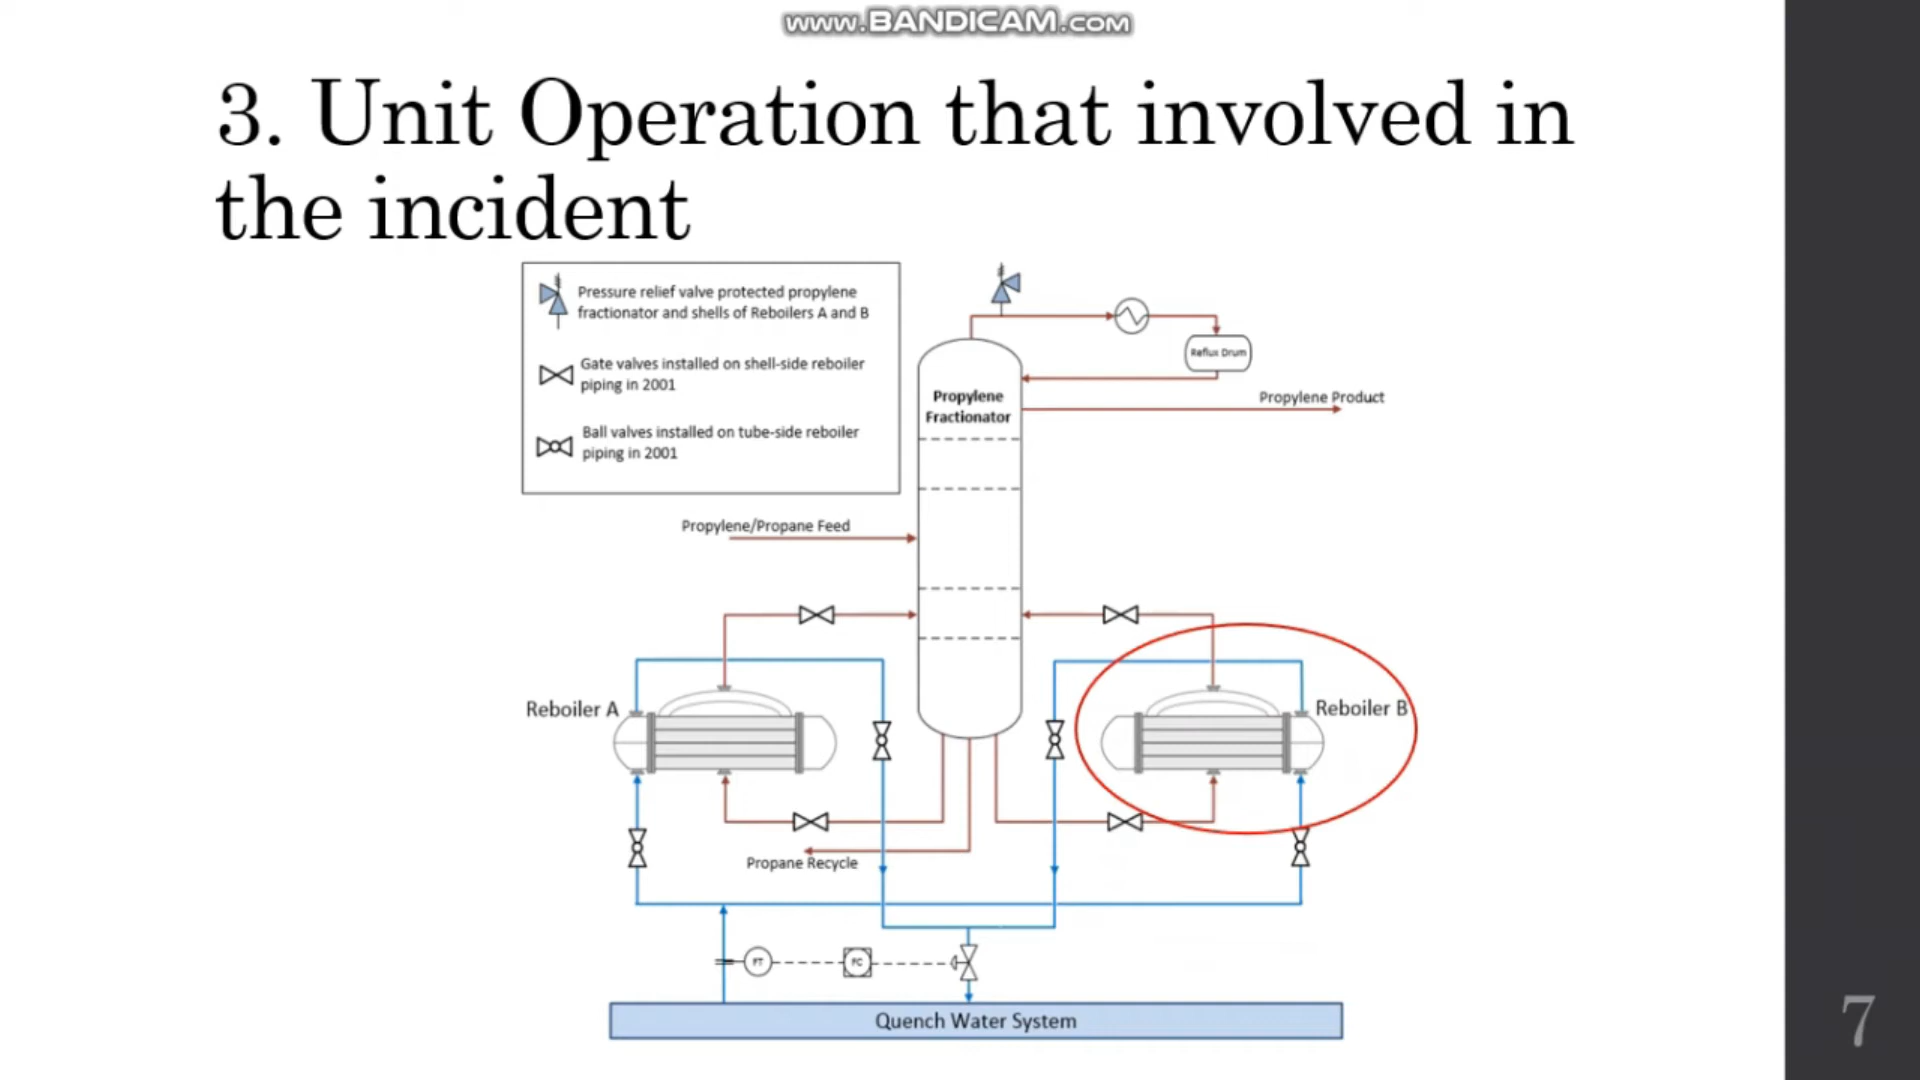 www.BANDICAM.com
3. Unit Operation that involved in
the incident
Pressure relief valve protected propylene
fractionator and shells of Reboilers A and B
Gate valves installed on shell-side reboiler
piping in 2001
Ball valves installed on tube-side reboiler
piping in 2001
Reflux Drum
Propylene
Fractionator
Propylene Product
Propylene/Propane Feed
Reboiler A
Reboiler B
Propane Recycle
FT
FC
Quench Water System
7